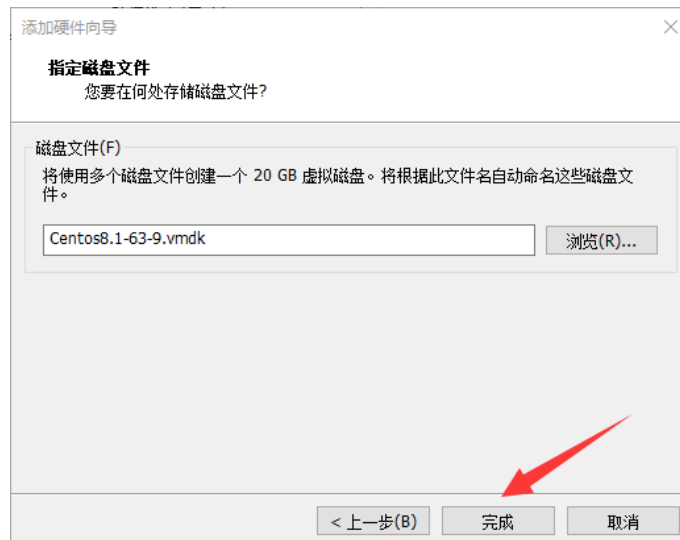 添加硬件向导
指定磁盘文件
您要在何处存储磁盘文件?
磁盘文件(F)
将使用多个磁盘文件创建一个 20 GB 虚拟磁盘。将根据此文件名自动命名这些磁盘文
件。
Centos8.1-63-9.vmdk
浏览(R)...
< 上一步(B)
完成
取消